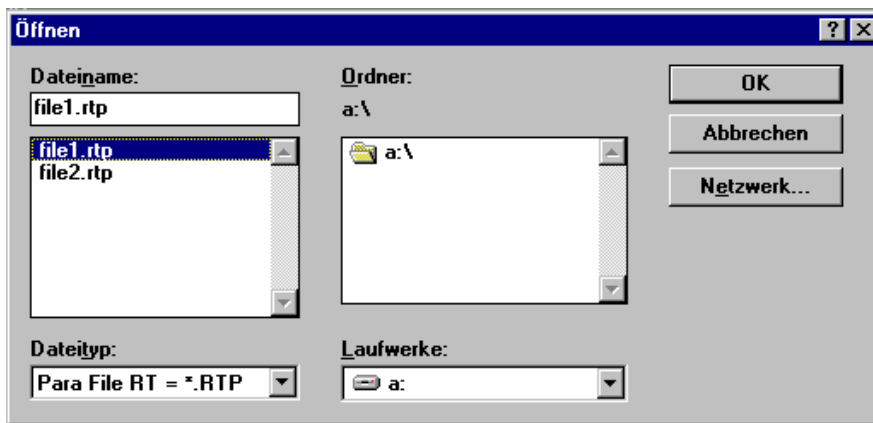 Öffnen
Dateiname:
file1.rtp
file1.rtp
file2.rtp
Dateityp:
Para File RT = *.RTP
Ordner:
a:\
a:\
Laufwerke:
a:
OK
Abbrechen
Netzwerk...